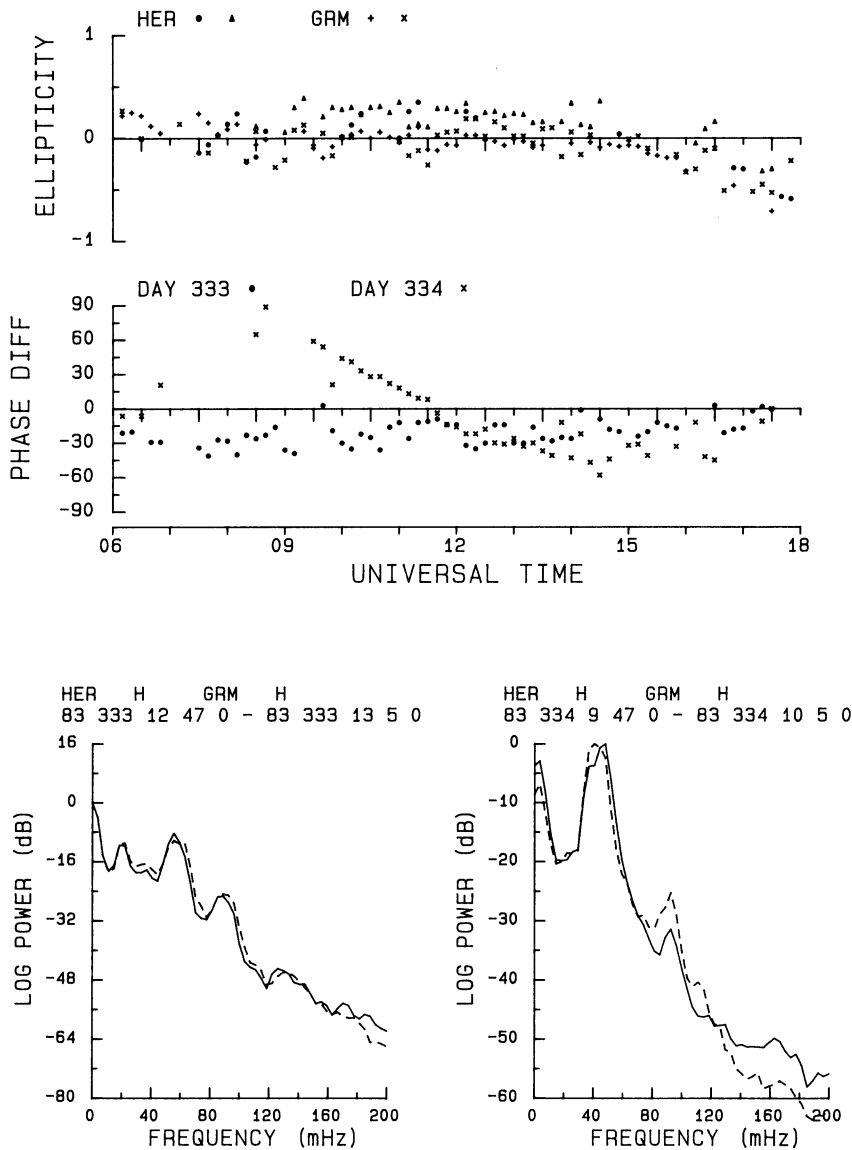 HER ● ▲ GRM + ×
ELLIPTICITY
1
0
-1
DAY 333 ● DAY 334 ×
PHASE DIFF
90
60
30
0
-30
-60
-90
06 09 12 15 18
UNIVERSAL TIME
HER H GRM H
83 333 12 47 0 - 83 333 13 5 0
LOG POWER (dB)
16
0
-16
-32
-48
-64
-80
0 40 80 120 160 200
FREQUENCY (mHz)
HER H GRM H
83 334 9 47 0 - 83 334 10 5 0
LOG POWER (dB)
0
-10
-20
-30
-40
-50
-60
0 40 80 120 160 200
FREQUENCY (mHz)